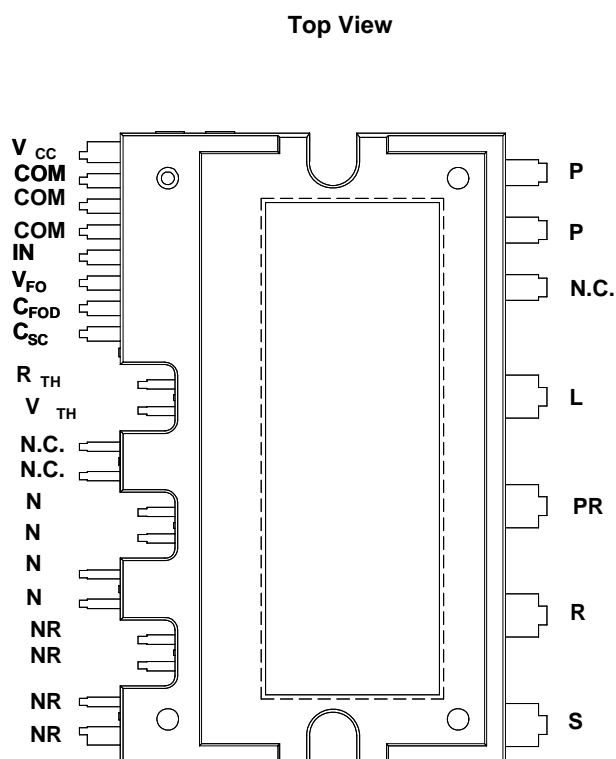 Top View
V CC
COM
COM
COM
IN
VFO
CFOD
CSC
R TH
V TH
N.C.
N.C.
N
N
N
N
NR
NR
NR
NR
P
P
N.C.
L
PR
R
S